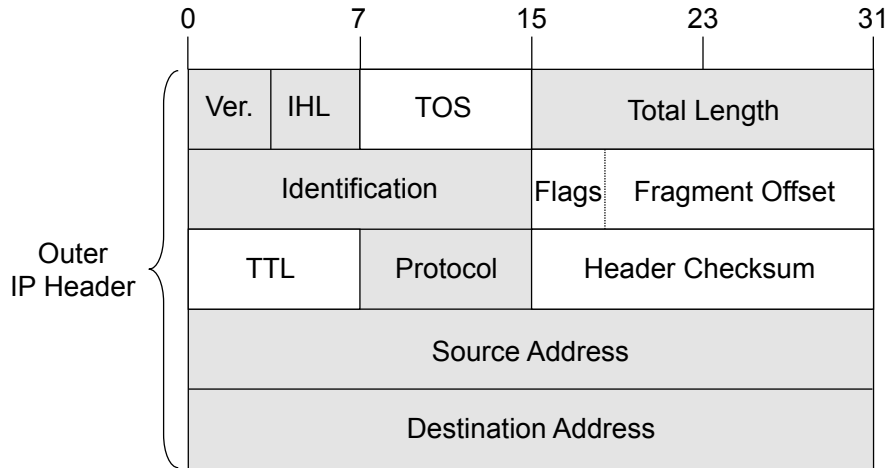 0 7 15 23 31
Ver. IHL TOS Total Length
Identification Flags Fragment Offset
Outer
IP Header
TTL Protocol Header Checksum
Source Address
Destination Address